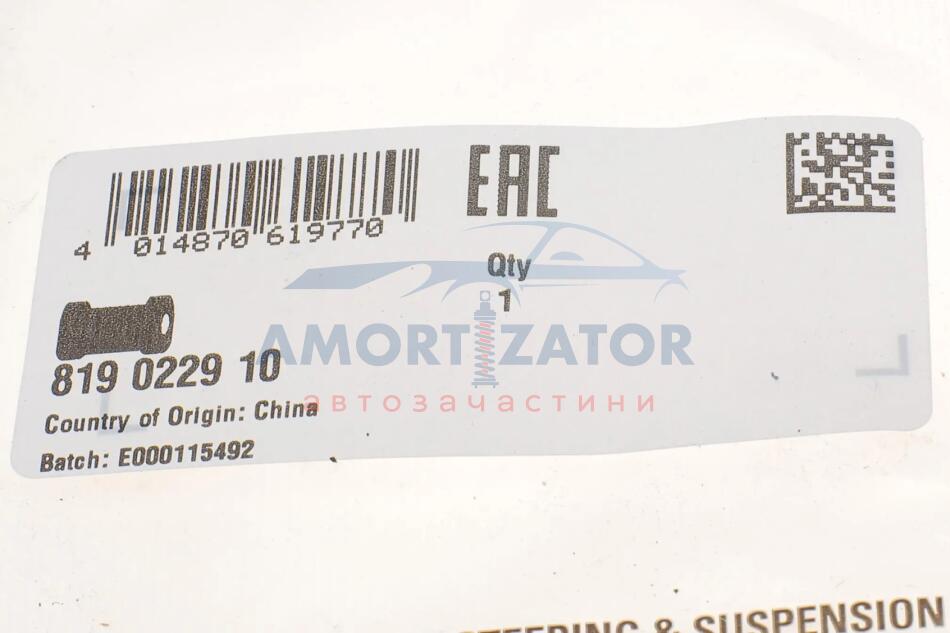 4 014870 619770
EAC
Qty
1
819 0229 10
Country of Origin: China
Batch: E000115492
AMORTIZATOR
автозачастини
STEERING & SUSPENSION